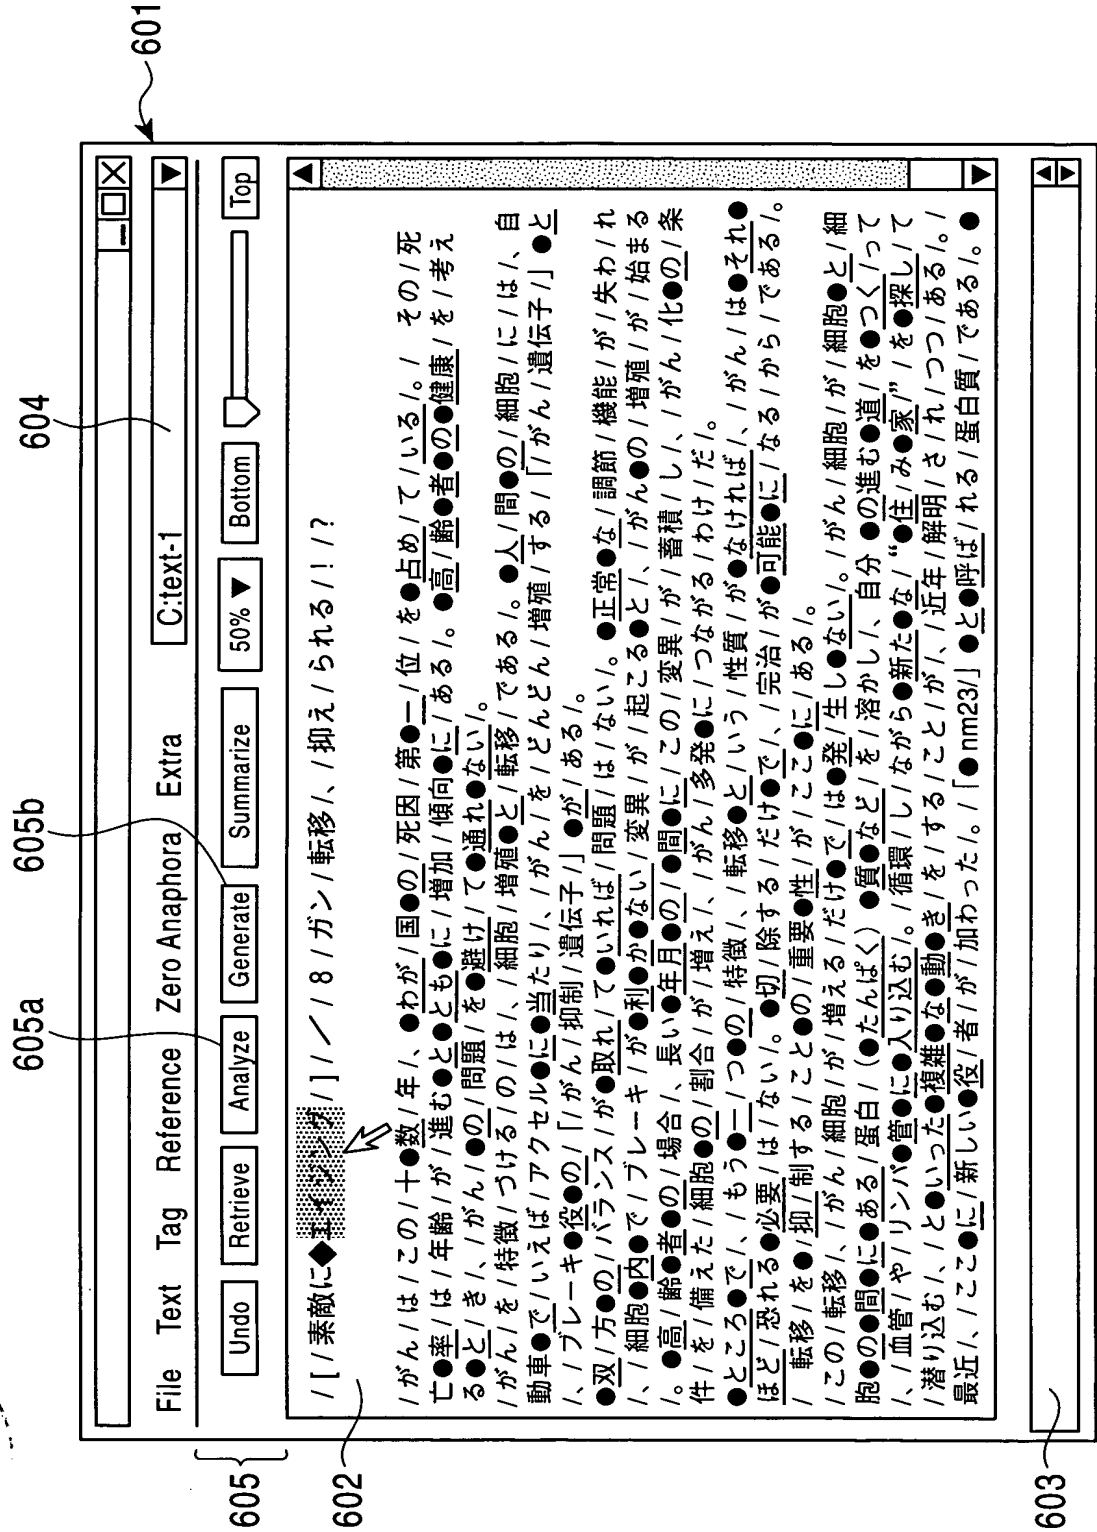 601
604
C:text-1
File Text Tag Reference Zero Anaphora Extra
605a
605b
605
Undo Retrieve Analyze Generate Summarize 50% ▼ Bottom Top
602
/[/素敵に◆エイジング/]/／/８/ガン/転移/、/抑え/られる/！/？
/がん/は/この/十●数/年/、●わが/国●の/死因/第●一/位/を●占め/て/いる/。/ その/死
亡●率/は/年齢/が/進む●と●とも●に/増加/傾向●に/ある/。●高/齢●者●の●健康/を/考え
る●と/き/、/がん/●の/問題/を●避け/て●通れ●ない/。
/がん/を/特徴/づける/の/は/、/細胞/増殖●と/転移/で/ある/。●人/間●の/細胞/に/は/、自
動車●で/いえば/アクセル●に●当たり/、/がん/を/どんどん/増殖/する/「/がん/遺伝子/」●と
/、/ブレーキ●役●の/「/がん/抑制/遺伝子/」●が/ある/。
●双/方●の/バランス/が●取れ/て●いれば/問題/は/ない/。●正常●な/調節/機能/が/失わ/れ
/、/細胞●内●で/ブレーキ/が●利●か●ない/変異/が/起こる●と/、/がん●の/増殖/が/始まる
/。●高/齢●者●の/場合/、長い●年月●の/●間●に/この/変異/が/蓄積/し/、/がん/化●の/条
件/を/備えた/細胞●の/割合/が/増え/、/がん/多発●に/つながる/わけ/だ/。
●ところ●で/、/もう●一/つ●の/特徴/、/転移●と/いう/性質/が●なければ/、/がん/は●それ●
ほど/恐れる●必要/は/ない/。●切/除する/だけ●で/、/完治/が●可能●に/なる/から/で/ある/。
/ 転移/を●/抑/制する/こと●の/重要●性/が/ここ●に/ある/。
/この/転移/、/がん/細胞/が/増える/だけ●で/は●発/生し●ない/。/がん/細胞/が/細胞●と/細
胞●の●間●に●ある/蛋白/(●たんぱく)●質●など/を/溶かし/、自分●の進む●道/を●つく/って
/、/血管/や/リンパ●管●に●入り込む/。/循環/し/ながら●新た●な/“●住/み●家/”/を●探し/て
/潜り込む/、/と●いった●複雑●な●動●き/を/する/こと/が/、/近年/解明/さ/れ/つつ/ある/。/
最近/、/ここ●に/新しい●役/者/が/加わった/。/「●nm23/」●と●呼ば/れる/蛋白質/で/ある/。●
603